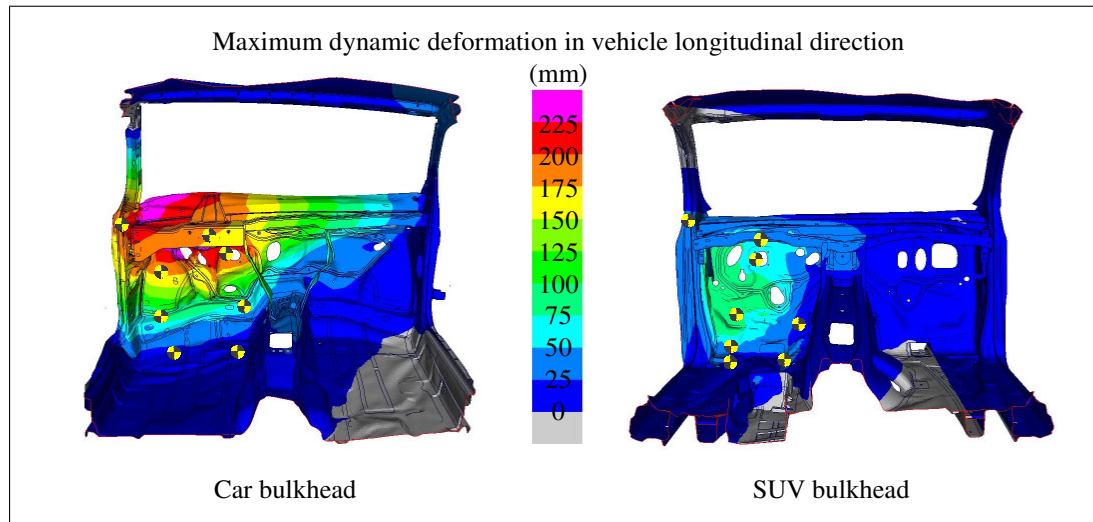 Maximum dynamic deformation in vehicle longitudinal direction
(mm)
225
200
175
150
125
100
75
50
25
0
Car bulkhead
SUV bulkhead